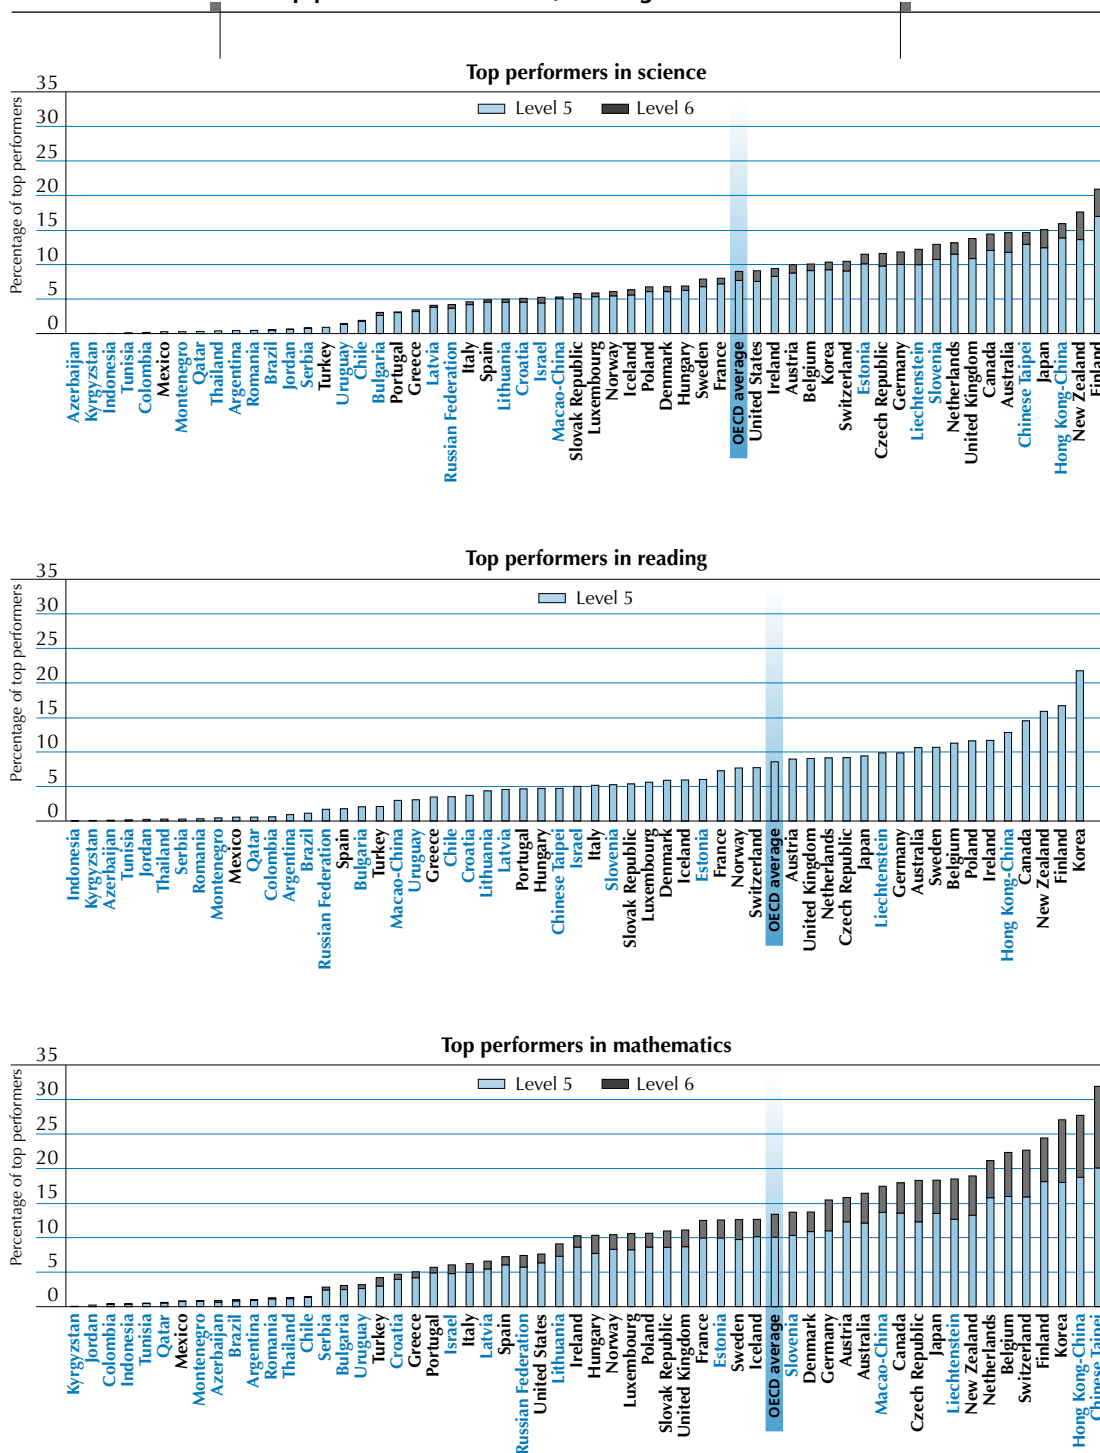 Top performers in science
Percentage of top performers
35
30
25
20
15
10
5
0
Level 5
Level 6
Azerbaijan
Kyrgyzstan
Indonesia
Tunisia
Colombia
Mexico
Montenegro
Qatar
Thailand
Argentina
Romania
Brazil
Jordan
Serbia
Turkey
Uruguay
Chile
Bulgaria
Portugal
Greece
Latvia
Russian Federation
Italy
Spain
Lithuania
Croatia
Israel
Macao-China
Slovak Republic
Luxembourg
Norway
Iceland
Poland
Denmark
Hungary
Sweden
France
OECD average
United States
Ireland
Austria
Belgium
Korea
Switzerland
Estonia
Czech Republic
Germany
Liechtenstein
Slovenia
Netherlands
United Kingdom
Canada
Australia
Chinese Taipei
Japan
Hong Kong-China
New Zealand
Finland
Top performers in reading
Percentage of top performers
35
30
25
20
15
10
5
0
Level 5
Indonesia
Kyrgyzstan
Azerbaijan
Tunisia
Jordan
Thailand
Serbia
Romania
Montenegro
Mexico
Qatar
Colombia
Argentina
Brazil
Russian Federation
Spain
Bulgaria
Turkey
Macao-China
Uruguay
Greece
Chile
Croatia
Lithuania
Latvia
Portugal
Hungary
Chinese Taipei
Israel
Italy
Slovenia
Slovak Republic
Luxembourg
Denmark
Iceland
Estonia
France
Norway
Switzerland
OECD average
Austria
United Kingdom
Netherlands
Czech Republic
Japan
Liechtenstein
Germany
Australia
Sweden
Belgium
Poland
Ireland
Hong Kong-China
Canada
New Zealand
Finland
Korea
Top performers in mathematics
Percentage of top performers
35
30
25
20
15
10
5
0
Level 5
Level 6
Kyrgyzstan
Jordan
Colombia
Indonesia
Tunisia
Qatar
Mexico
Montenegro
Azerbaijan
Brazil
Argentina
Romania
Thailand
Chile
Serbia
Bulgaria
Uruguay
Turkey
Croatia
Greece
Portugal
Israel
Italy
Latvia
Spain
Russian Federation
United States
Lithuania
Ireland
Hungary
Norway
Luxembourg
Poland
Slovak Republic
United Kingdom
France
Estonia
Sweden
Iceland
OECD average
Slovenia
Denmark
Germany
Austria
Australia
Macao-China
Canada
Czech Republic
Japan
Liechtenstein
New Zealand
Netherlands
Belgium
Switzerland
Finland
Korea
Hong Kong-China
Chinese Taipei